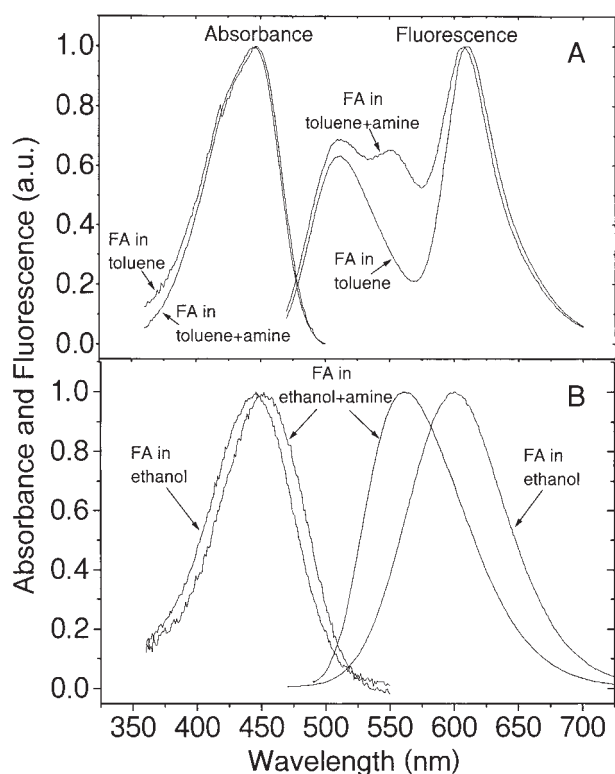 Absorbance
Fluorescence
A
1.0
0.8
0.6
0.4
0.2
0.0
FA in
toluene+amine
FA in
toluene
FA in
toluene
FA in
toluene+amine
B
1.0
0.8
0.6
0.4
0.2
0.0
FA in
ethanol+amine
FA in
ethanol
FA in
ethanol
350 400 450 500 550 600 650 700
Wavelength (nm)
Absorbance and Fluorescence (a.u.)